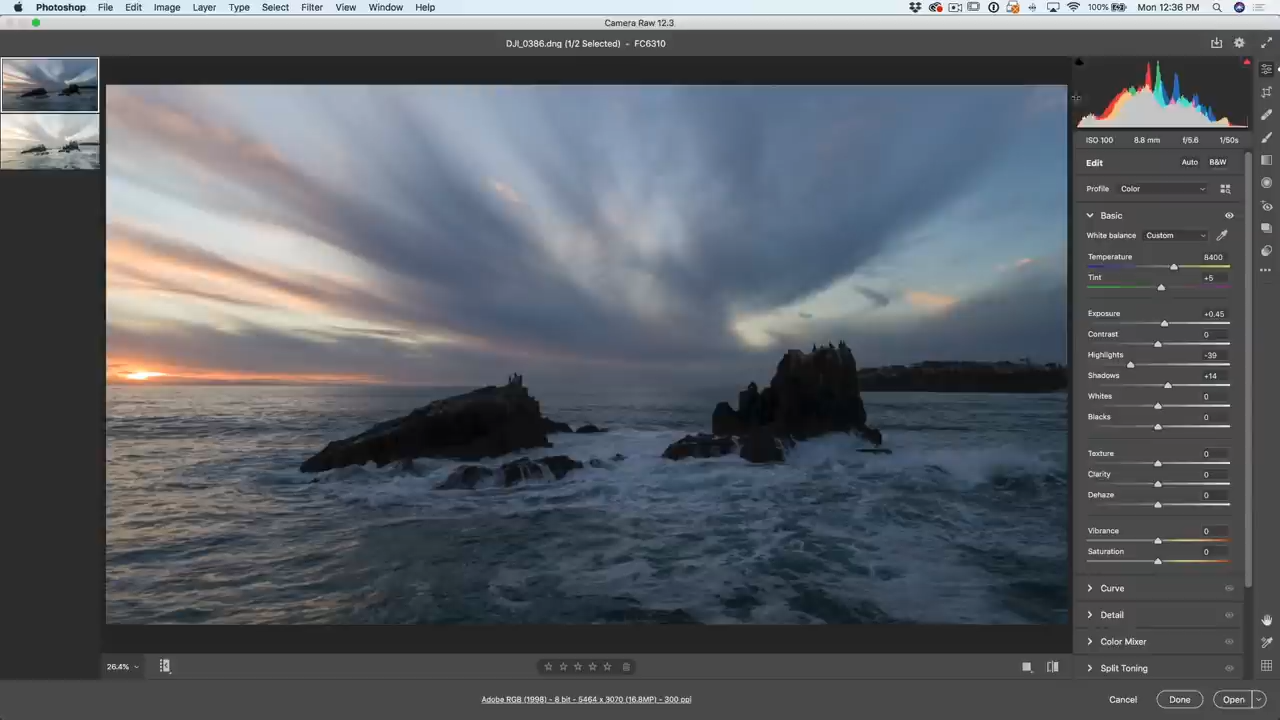 Photoshop File Edit Image Layer Type Select Filter View Window Help 100% Mon 12:36 PM
Camera Raw 12.3
DJI_0386.dng (1/2 Selected) - FC6310
ISO 100 8.8 mm f/5.6 1/50s
Edit Auto B&W
Profile Color
Basic
White balance Custom
Temperature 8400
Tint +5
Exposure +0.45
Contrast 0
Highlights -39
Shadows +14
Whites 0
Blacks 0
Texture 0
Clarity 0
Dehaze 0
Vibrance 0
Saturation 0
Curve
Detail
Color Mixer
Split Toning
26.4%
Adobe RGB (1998) - 8 bit - 5464 x 3070 (16.8MP) - 300 ppi
Cancel Done Open